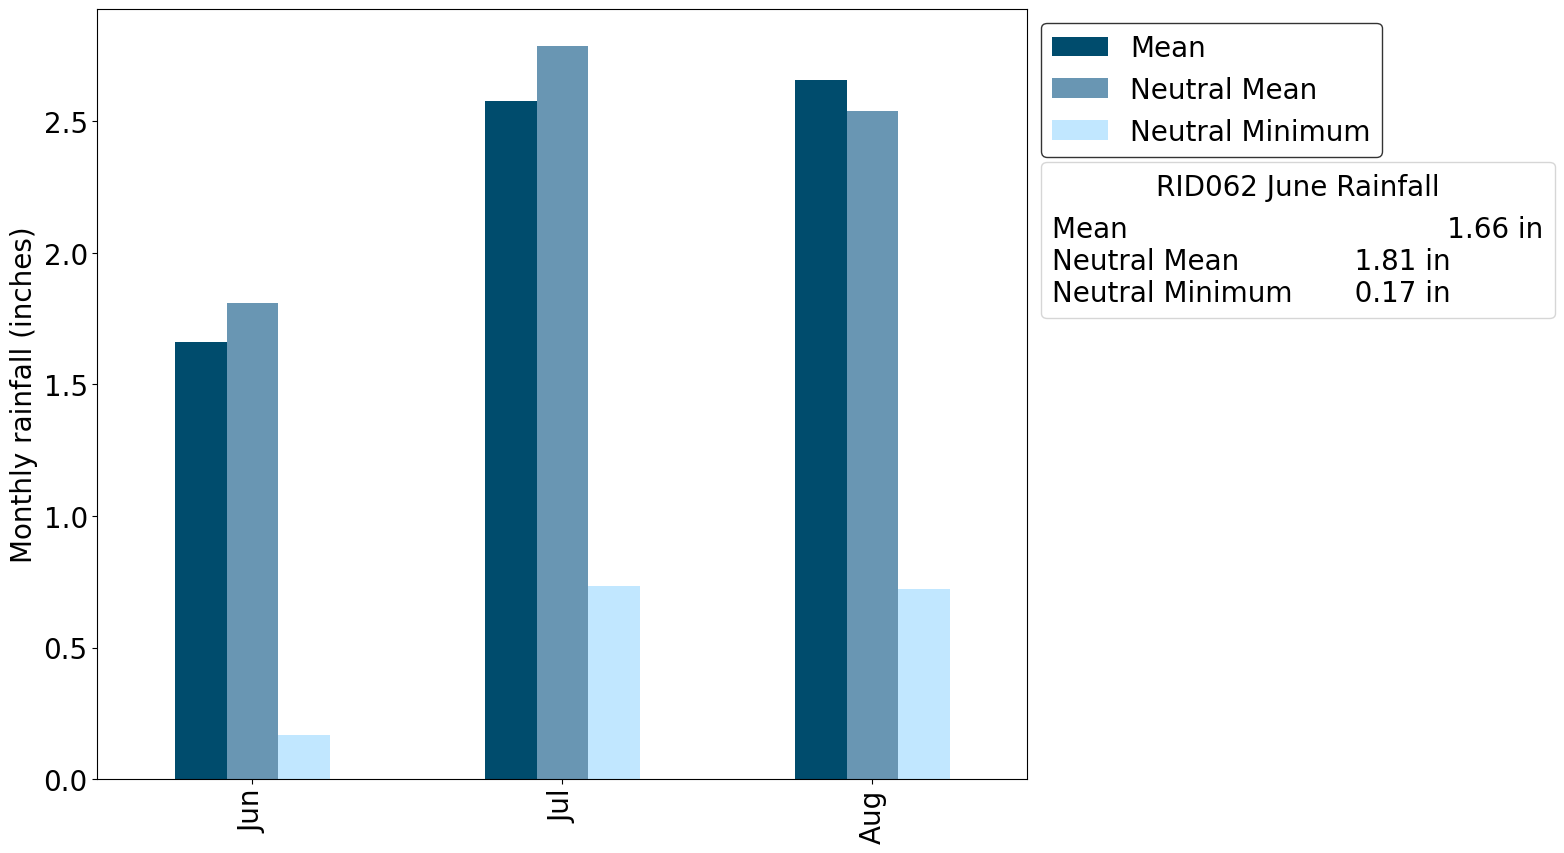 Mean
Neutral Mean
Neutral Minimum
RID062 June Rainfall
Mean 1.66 in
Neutral Mean 1.81 in
Neutral Minimum 0.17 in
Monthly rainfall (inches)
2.5
2.0
1.5
1.0
0.5
0.0
Jun
Jul
Aug